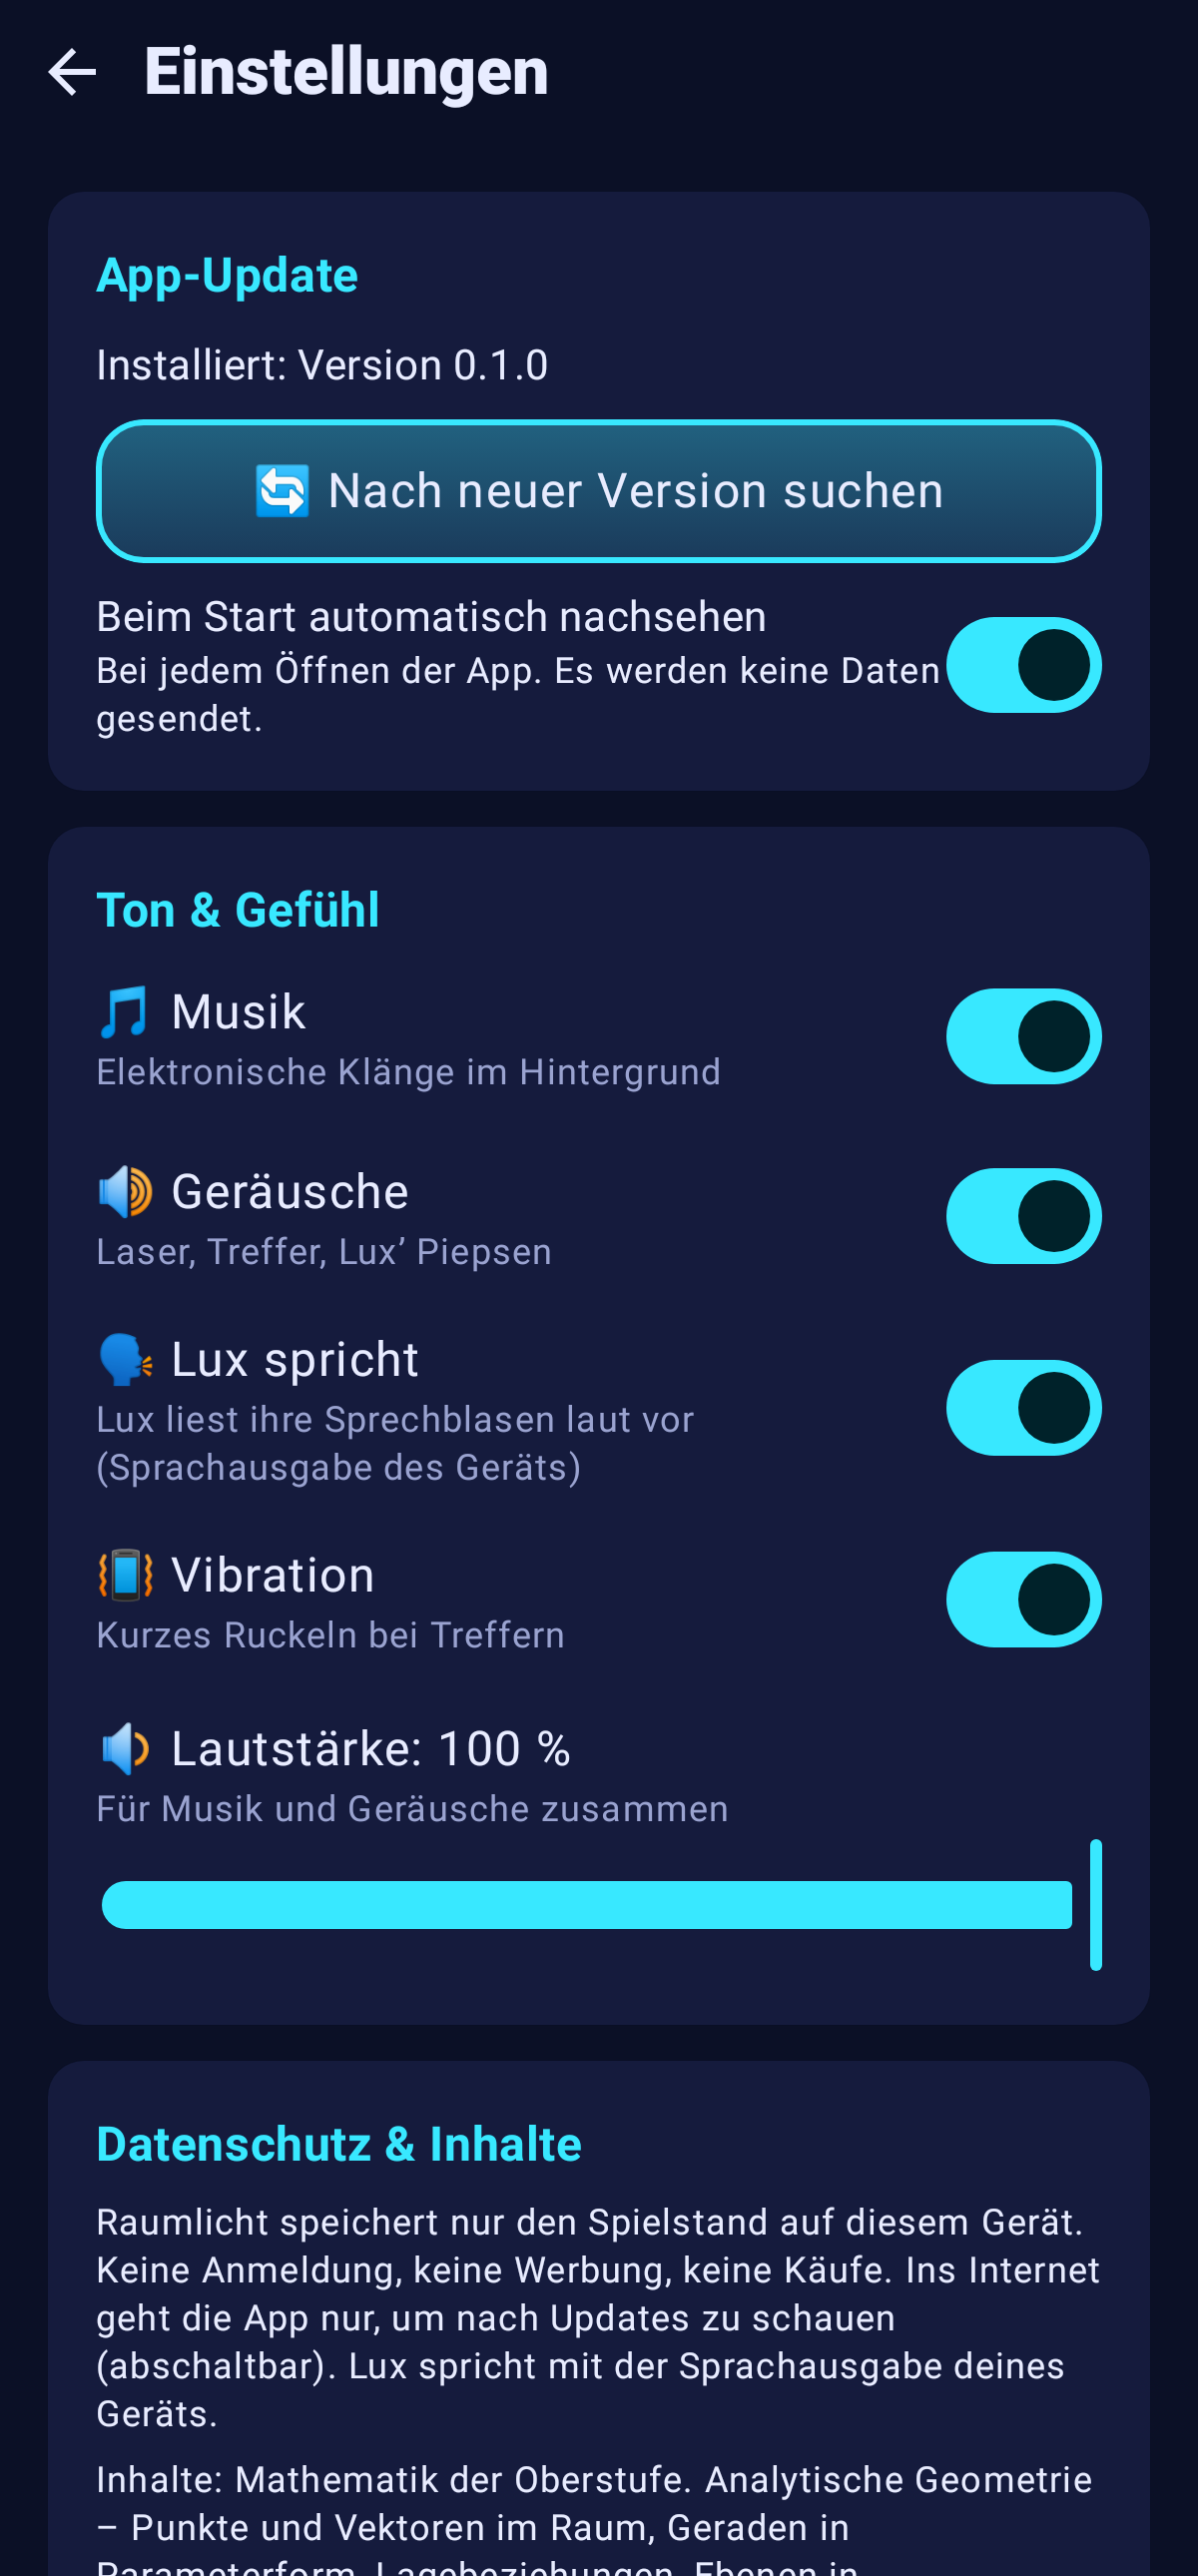 Einstellungen
App-Update
Installiert: Version 0.1.0
Nach neuer Version suchen
Beim Start automatisch nachsehen
Bei jedem Öffnen der App. Es werden keine Daten
gesendet.
Ton & Gefühl
Musik
Elektronische Klänge im Hintergrund
Geräusche
Laser, Treffer, Lux’ Piepsen
Lux spricht
Lux liest ihre Sprechblasen laut vor
(Sprachausgabe des Geräts)
Vibration
Kurzes Ruckeln bei Treffern
Lautstärke: 100 %
Für Musik und Geräusche zusammen
Datenschutz & Inhalte
Raumlicht speichert nur den Spielstand auf diesem Gerät.
Keine Anmeldung, keine Werbung, keine Käufe. Ins Internet
geht die App nur, um nach Updates zu schauen
(abschaltbar). Lux spricht mit der Sprachausgabe deines
Geräts.
Inhalte: Mathematik der Oberstufe. Analytische Geometrie
– Punkte und Vektoren im Raum, Geraden in
Parameterform, Lagebeziehungen, Ebenen in